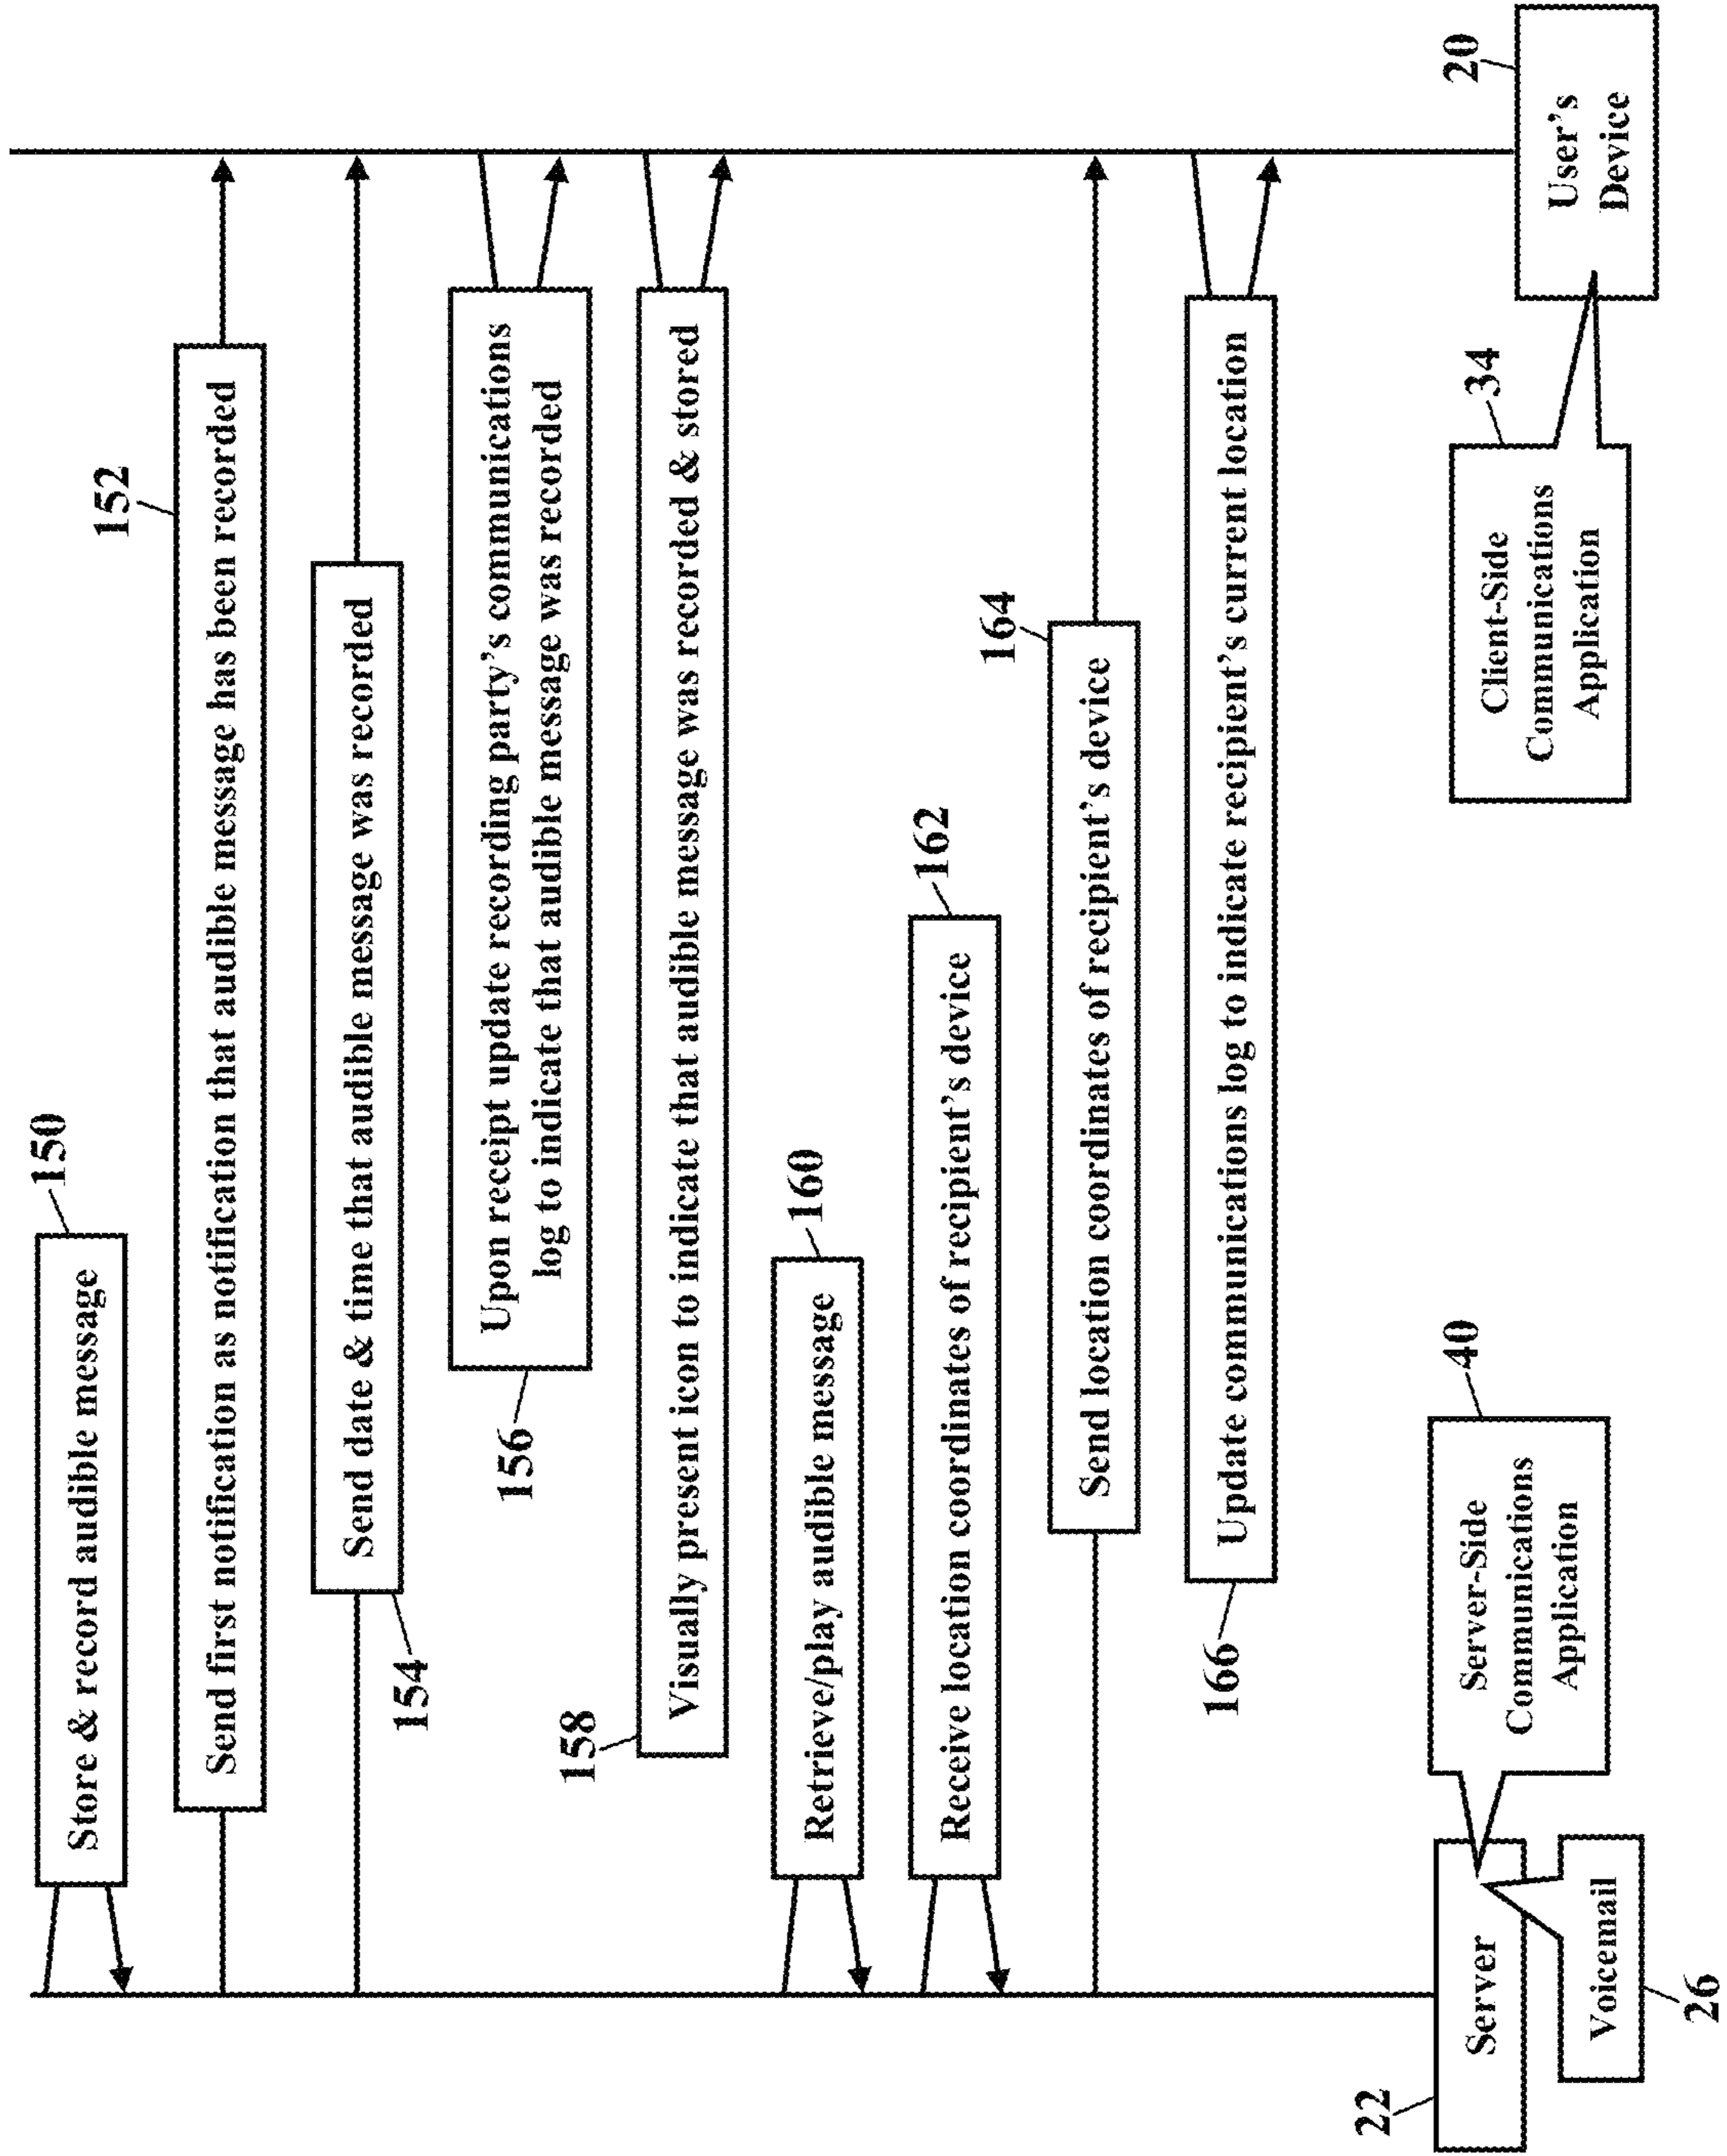 150
Store & record audible message
152
Send first notification as notification that audible message has been recorded
Send date & time that audible message was recorded
154
Upon receipt update recording party's communications
log to indicate that audible message was recorded
156
158
Visually present icon to indicate that audible message was recorded & stored
160
Retrieve/play audible message
162
Receive location coordinates of recipient's device
164
Send location coordinates of recipient's device
Update communications log to indicate recipient's current location
166
22
Server
Voicemail
26
40
Server-Side
Communications
Application
34
Client-Side
Communications
Application
20
User's
Device